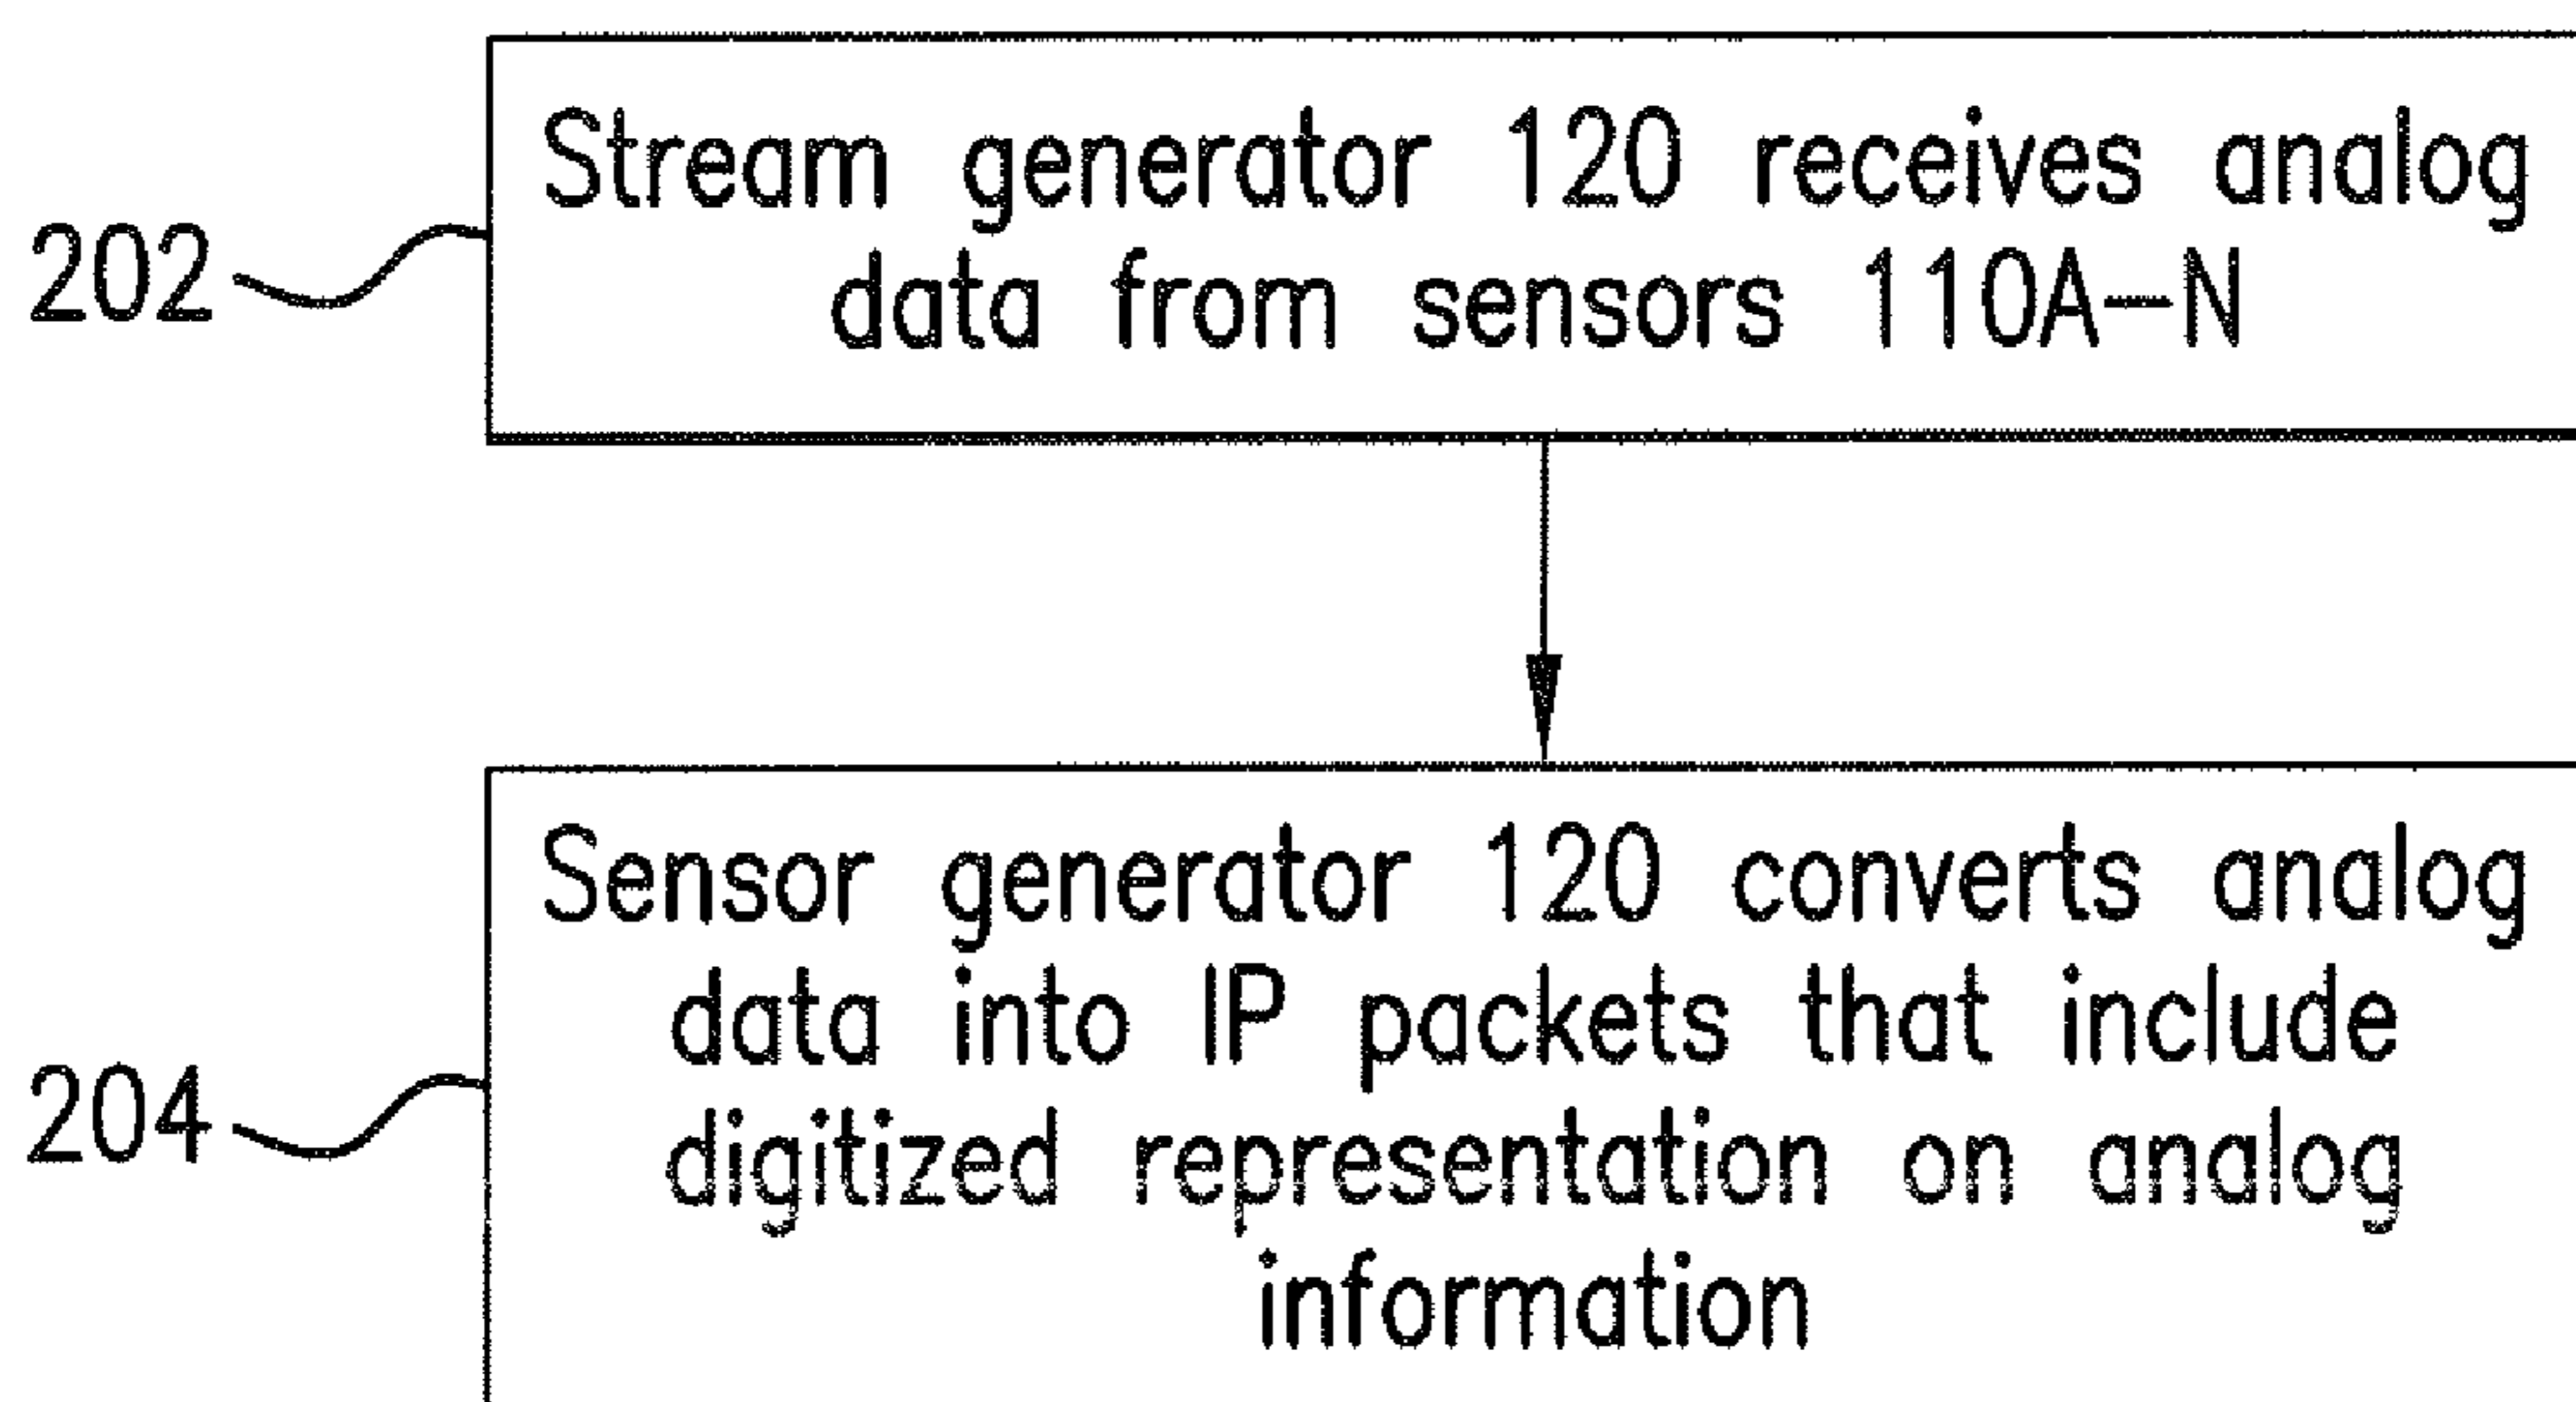 Stream generator 120 receives analog
202
data from sensors 110A-N
Sensor generator 120 converts analog
data into IP packets that include
204
digitized representation on analog
information